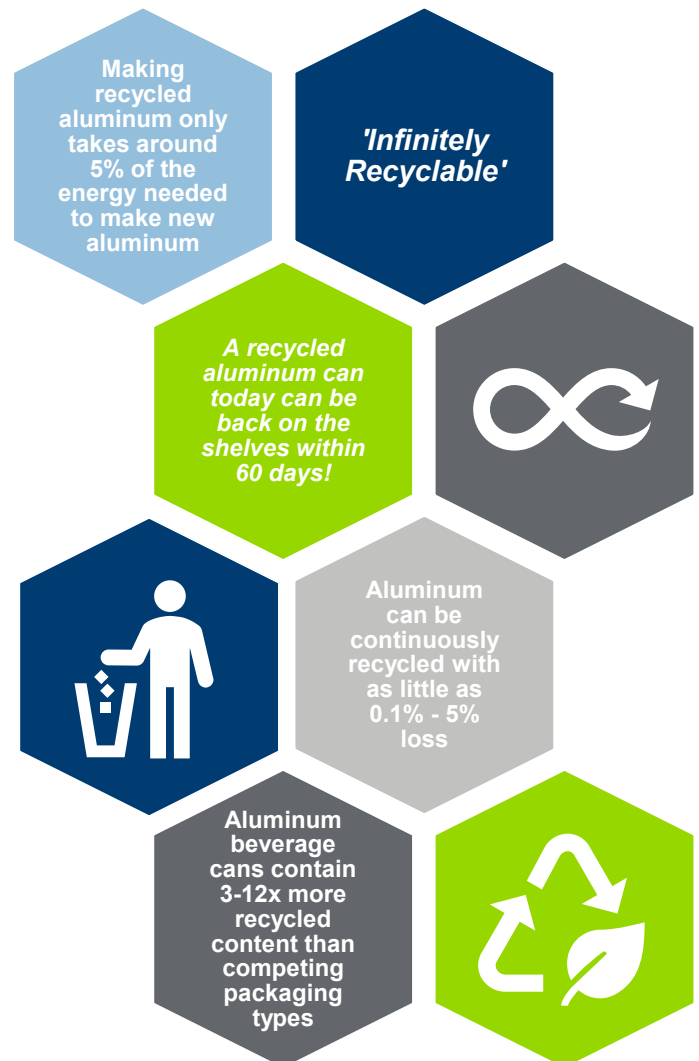 Making
recycled
aluminum only
takes around
5% of the
energy needed
to make new
aluminum
'Infinitely
Recyclable'
A recycled
aluminum can
today can be
back on the
shelves within
60 days!
Aluminum
can be
continuously
recycled with
as little as
0.1% - 5%
loss
Aluminum
beverage
cans contain
3-12x more
recycled
content than
competing
packaging
types